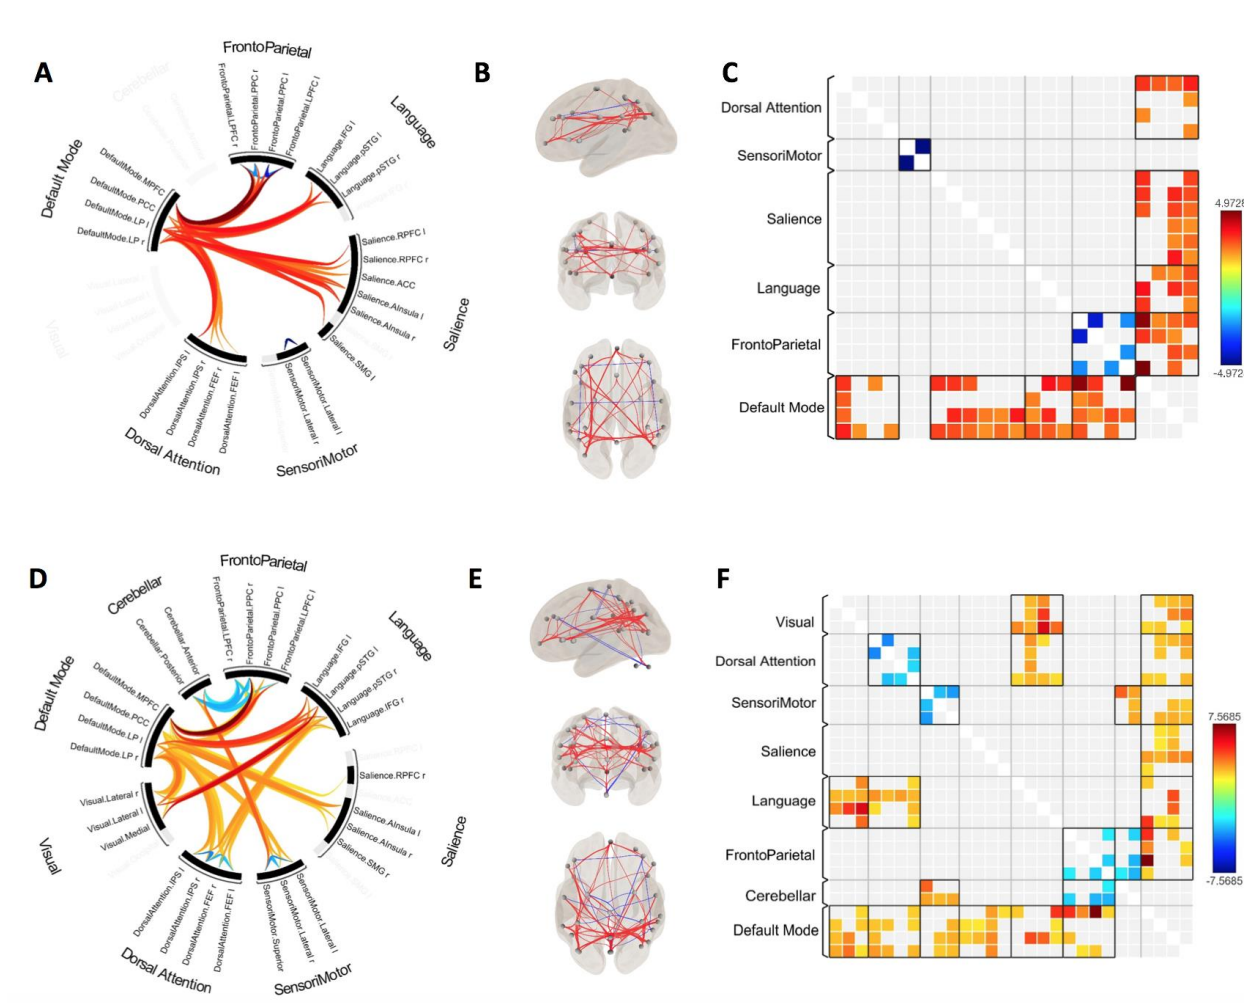 A
B
C
FrontoParietal
Cerebellar
FrontoParietal.LPFC r
FrontoParietal.PPC r
FrontoParietal.PPC l
FrontoParietal.LPFC l
Language
Language.IFG l
Language.pSTG l
Language.pSTG r
Default Mode
DefaultMode.MPFC
DefaultMode.PCC
DefaultMode.LP l
DefaultMode.LP r
Salience.RPFC l
Salience.RPFC r
Salience.ACC
Salience.AInsula l
Salience.AInsula r
Salience.SMG l
Salience
Visual
SensoriMotor.Lateral l
SensoriMotor.Lateral r
SensoriMotor
DorsalAttention.IPS l
DorsalAttention.IPS r
DorsalAttention.FEF r
DorsalAttention.FEF l
Dorsal Attention
Dorsal Attention
SensoriMotor
Salience
Language
FrontoParietal
Default Mode
4.9728
-4.972
D
E
F
FrontoParietal
Cerebellar
Cerebellar.Anterior
Cerebellar.Posterior
FrontoParietal.LPFC r
FrontoParietal.PPC r
FrontoParietal.PPC l
FrontoParietal.LPFC l
Language
Language.IFG l
Language.pSTG l
Language.pSTG r
Language.IFG r
Default Mode
DefaultMode.MPFC
DefaultMode.PCC
DefaultMode.LP l
DefaultMode.LP r
Salience.RPFC r
Salience.AInsula l
Salience.AInsula r
Salience.SMG r
Salience
Visual.Lateral r
Visual.Lateral l
Visual.Medial
Visual
SensoriMotor.Lateral l
SensoriMotor.Lateral r
SensoriMotor.Superior
SensoriMotor
DorsalAttention.IPS l
DorsalAttention.IPS r
DorsalAttention.FEF r
DorsalAttention.FEF l
Dorsal Attention
Visual
Dorsal Attention
SensoriMotor
Salience
Language
FrontoParietal
Cerebellar
Default Mode
7.5685
-7.5685